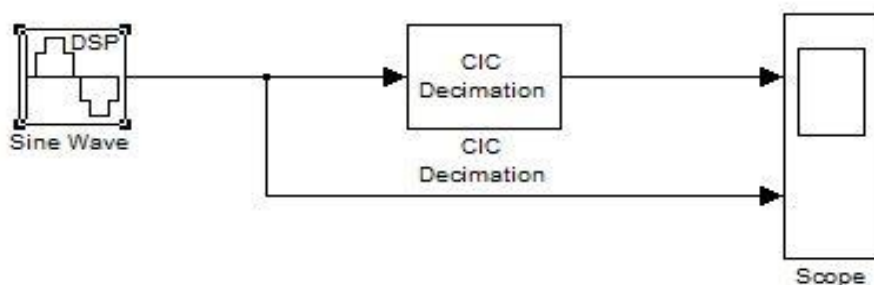 DSP
Sine Wave
CIC
Decimation
CIC
Decimation
Scope